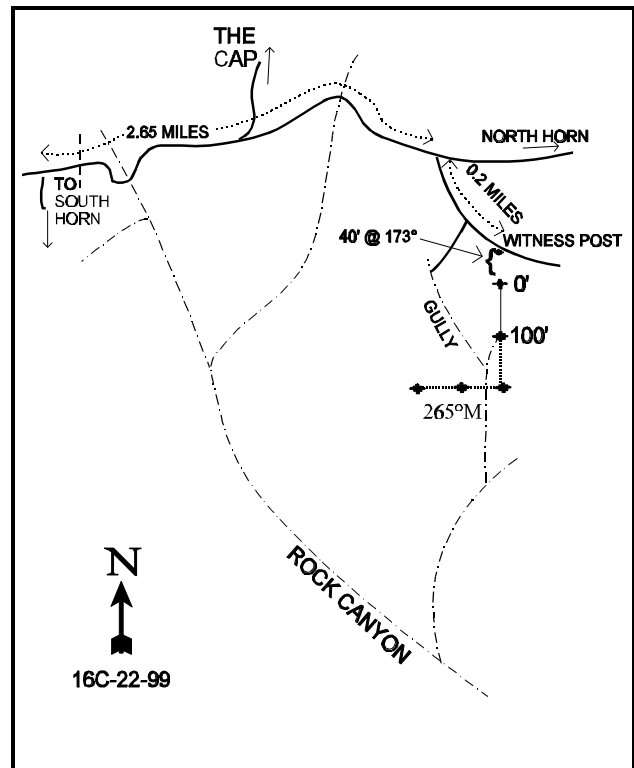 THE
CAP
2.65 MILES
NORTH HORN
TO
SOUTH
HORN
0.2 MILES
40' @ 173°
WITNESS POST
0'
GULLY
100'
265°M
ROCK CANYON
N
16C-22-99